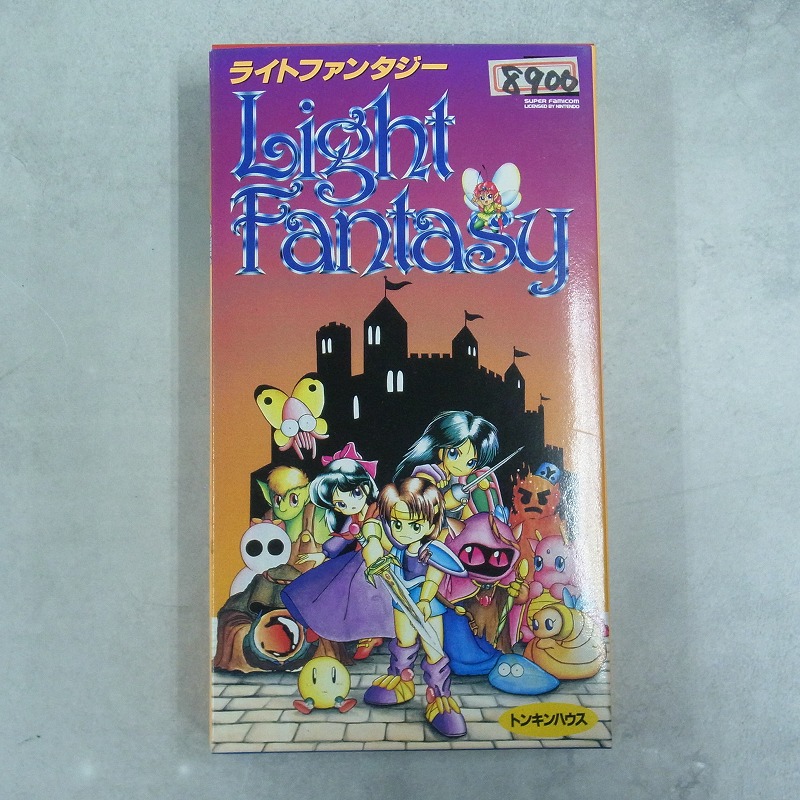 ライトファンタジー
8900
SUPER FAMICOM
LICENSED BY NINTENDO
Light
Fantasy
トンキンハウス